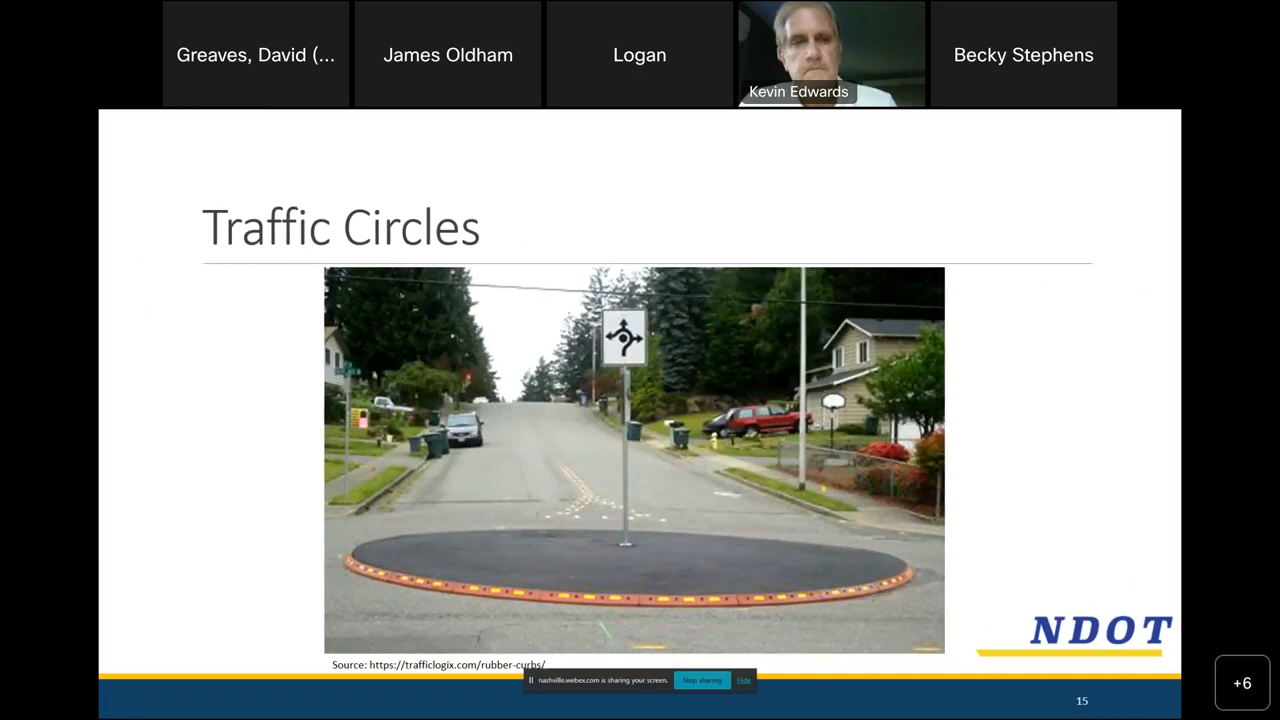 Greaves, David (...
James Oldham
Logan
Kevin Edwards
Becky Stephens
Traffic Circles
NDOT
Source: https://trafficlogix.com/rubber-curbs/
nashville.webex.com is sharing your screen.
Stop sharing
Hide
15
+6